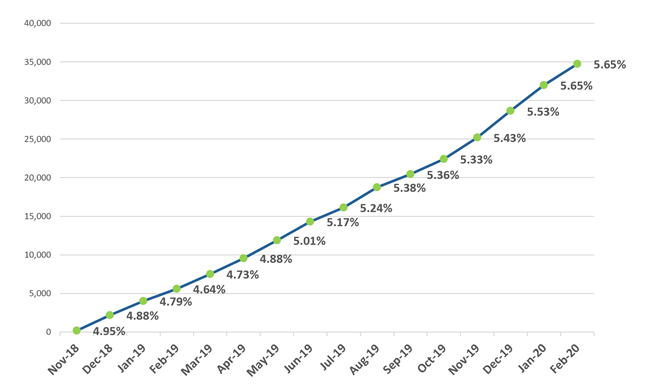 40,000
35,000
30,000
25,000
20,000
15,000
10,000
5,000
0
4.95%
4.88%
4.79%
4.64%
4.73%
4.88%
5.01%
5.17%
5.24%
5.38%
5.36%
5.33%
5.43%
5.53%
5.65%
5.65%
Nov-18
Dec-18
Jan-19
Feb-19
Mar-19
Apr-19
May-19
Jun-19
Jul-19
Aug-19
Sep-19
Oct-19
Nov-19
Dec-19
Jan-20
Feb-20